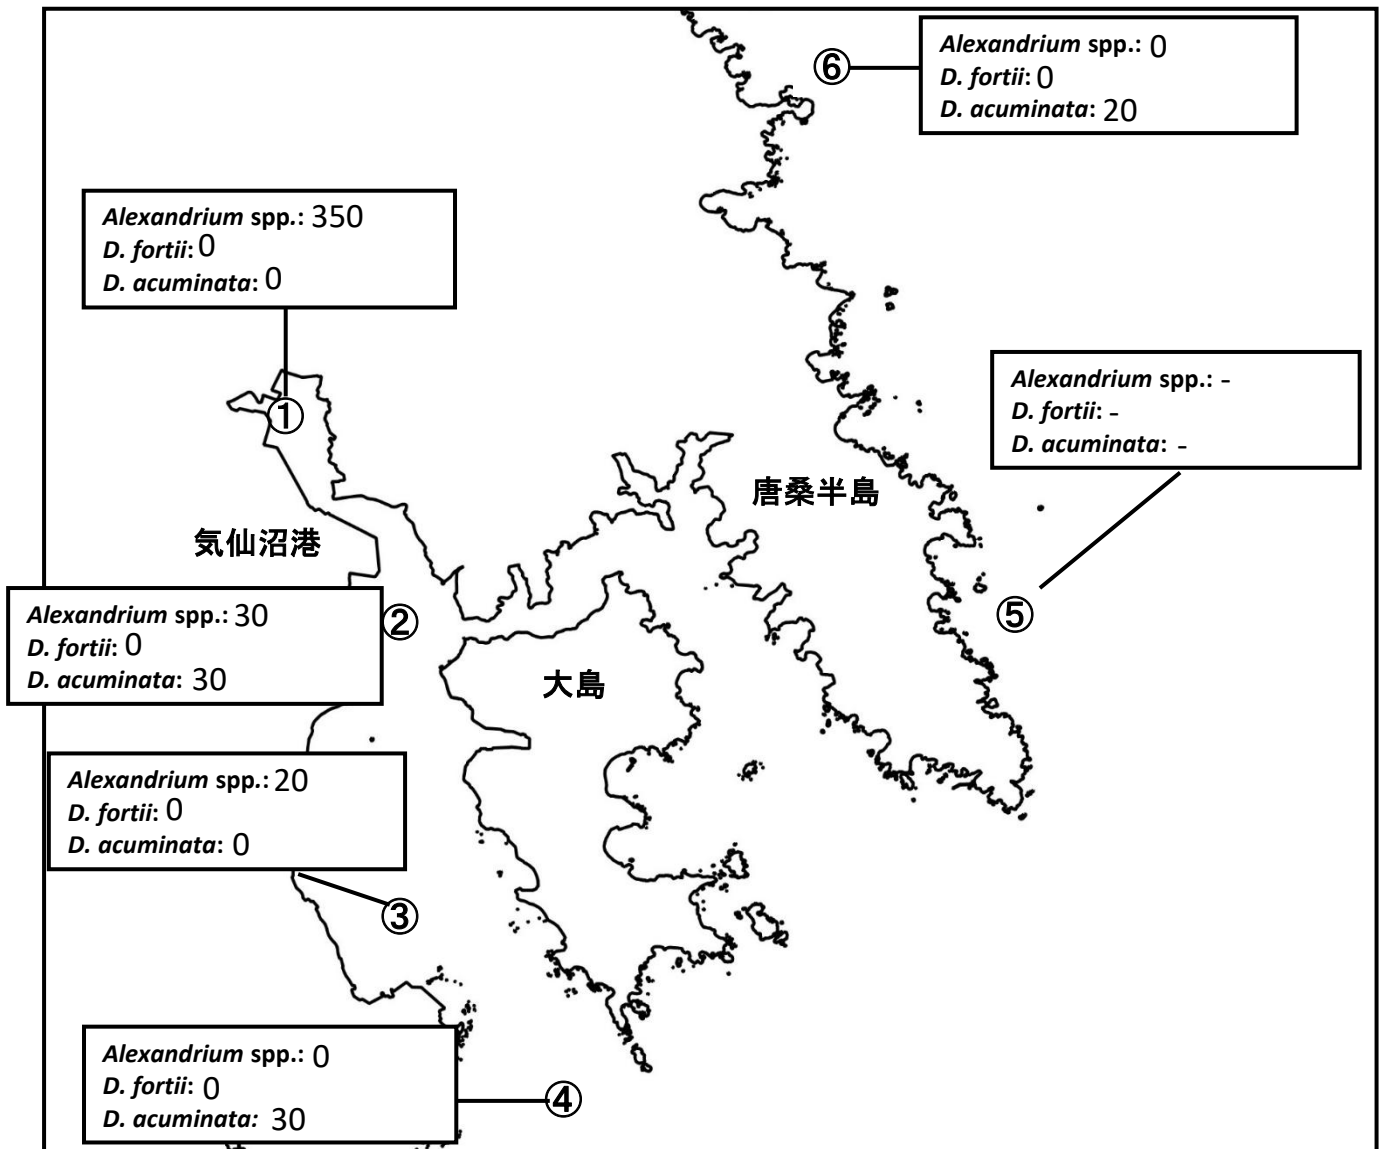 Alexandrium spp.: 0
D. fortii: 0
D. acuminata: 20
⑥
Alexandrium spp.: 350
D. fortii: 0
D. acuminata: 0
①
Alexandrium spp.: -
D. fortii: -
D. acuminata: -
⑤
唐桑半島
気仙沼港
Alexandrium spp.: 30
D. fortii: 0
D. acuminata: 30
②
大島
Alexandrium spp.: 20
D. fortii: 0
D. acuminata: 0
③
Alexandrium spp.: 0
D. fortii: 0
D. acuminata: 30
④